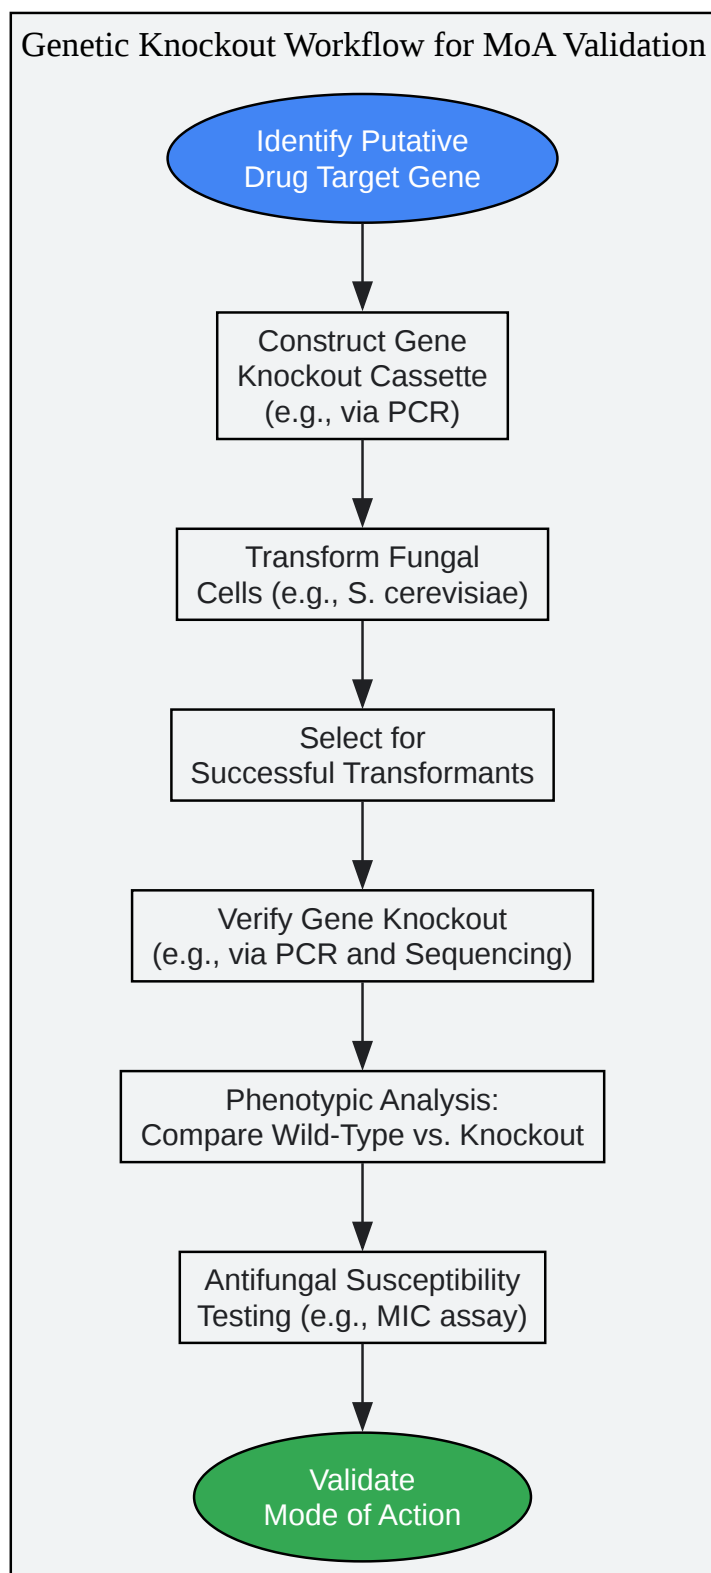 Genetic Knockout Workflow for MoA Validation
Identify Putative
Drug Target Gene
Construct Gene
Knockout Cassette
(e.g., via PCR)
Transform Fungal
Cells (e.g., S. cerevisiae)
Select for
Successful Transformants
Verify Gene Knockout
(e.g., via PCR and Sequencing)
Phenotypic Analysis:
Compare Wild-Type vs. Knockout
Antifungal Susceptibility
Testing (e.g., MIC assay)
Validate
Mode of Action